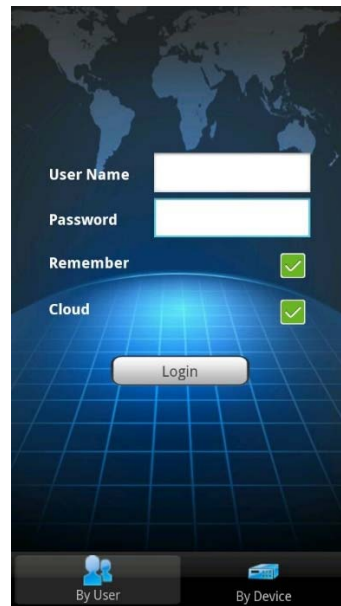 User Name
Password
Remember
Cloud
Login
By User
By Device